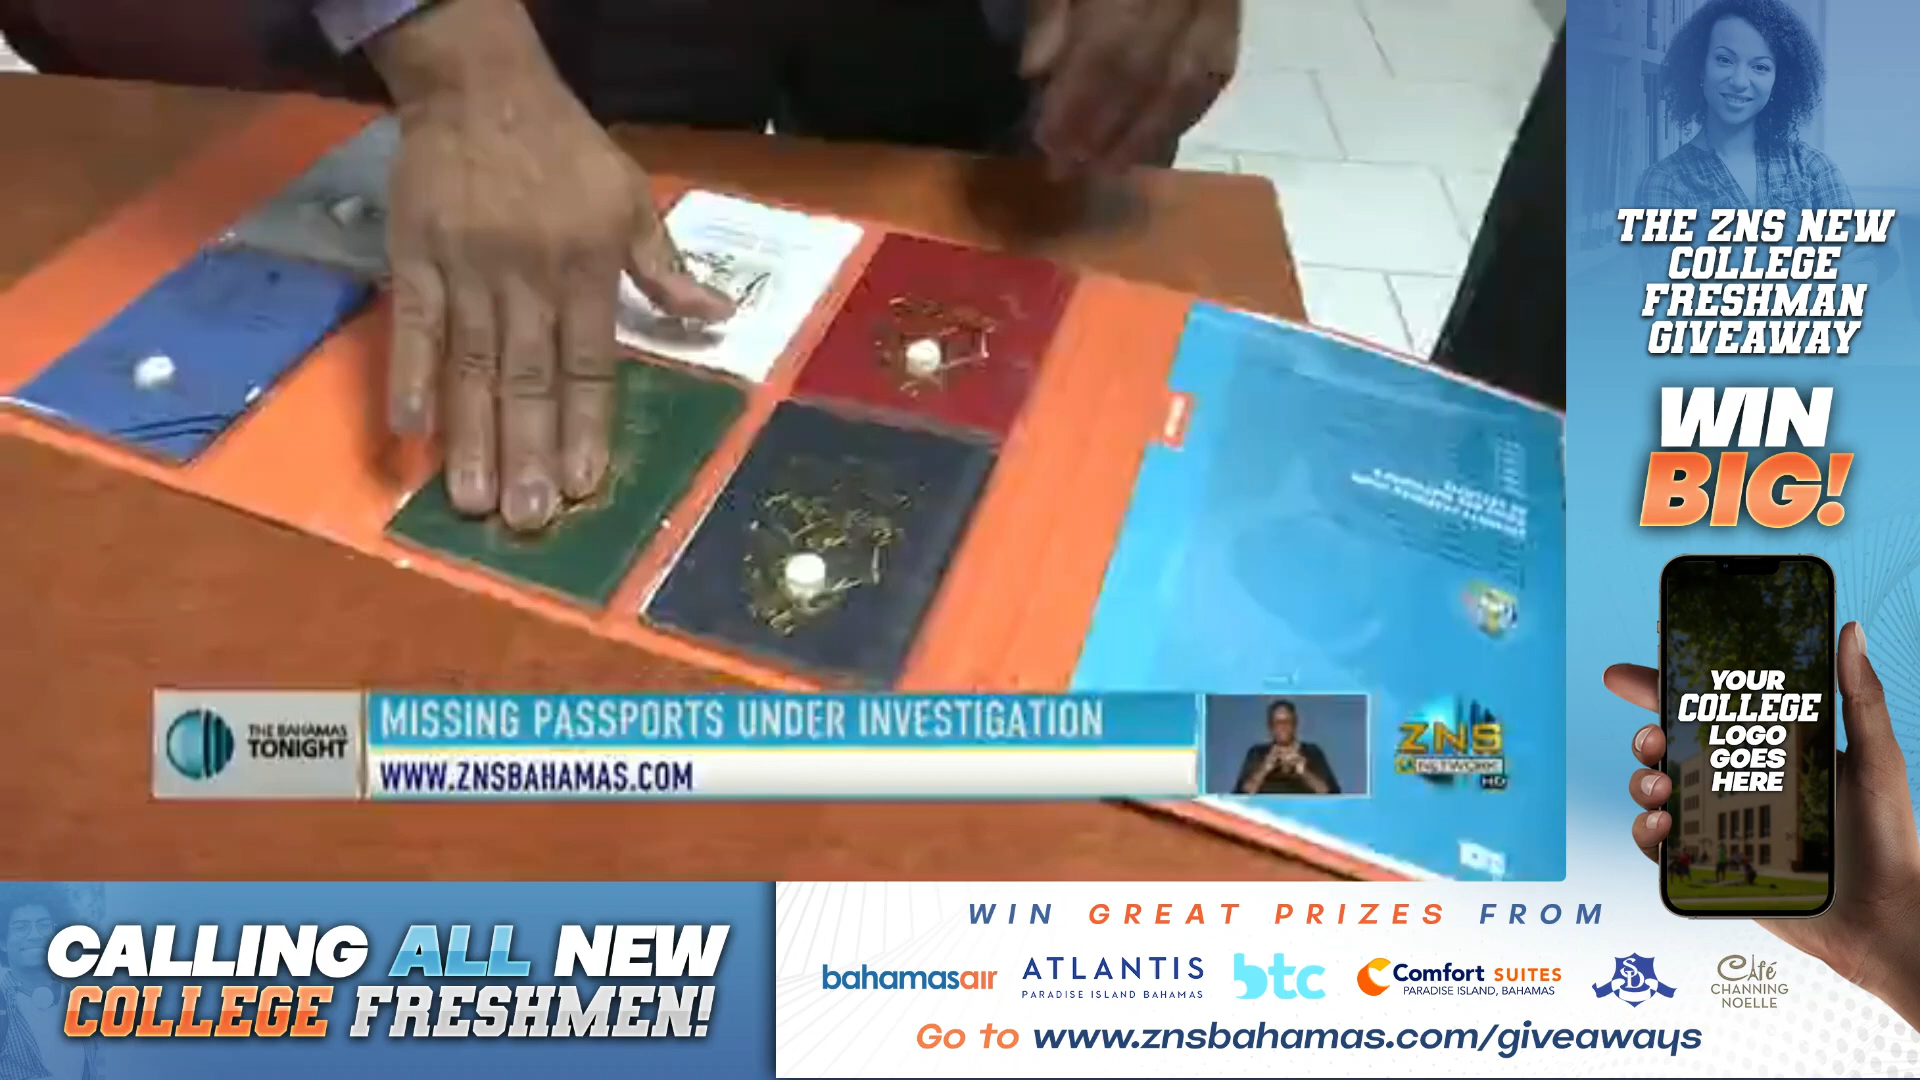 THE ZNS NEW
COLLEGE
FRESHMAN
GIVEAWAY
WIN
BIG!
YOUR
COLLEGE
LOGO
GOES
HERE
THE BAHAMAS
TONIGHT
MISSING PASSPORTS UNDER INVESTIGATION
WWW.ZNSBAHAMAS.COM
ZNS
NETWORK
HD
CALLING ALL NEW
COLLEGE FRESHMEN!
WIN GREAT PRIZES FROM
bahamasair
ATLANTIS
PARADISE ISLAND BAHAMAS
btc
Comfort SUITES
PARADISE ISLAND, BAHAMAS
SD
Café
CHANNING
NOELLE
Go to www.znsbahamas.com/giveaways